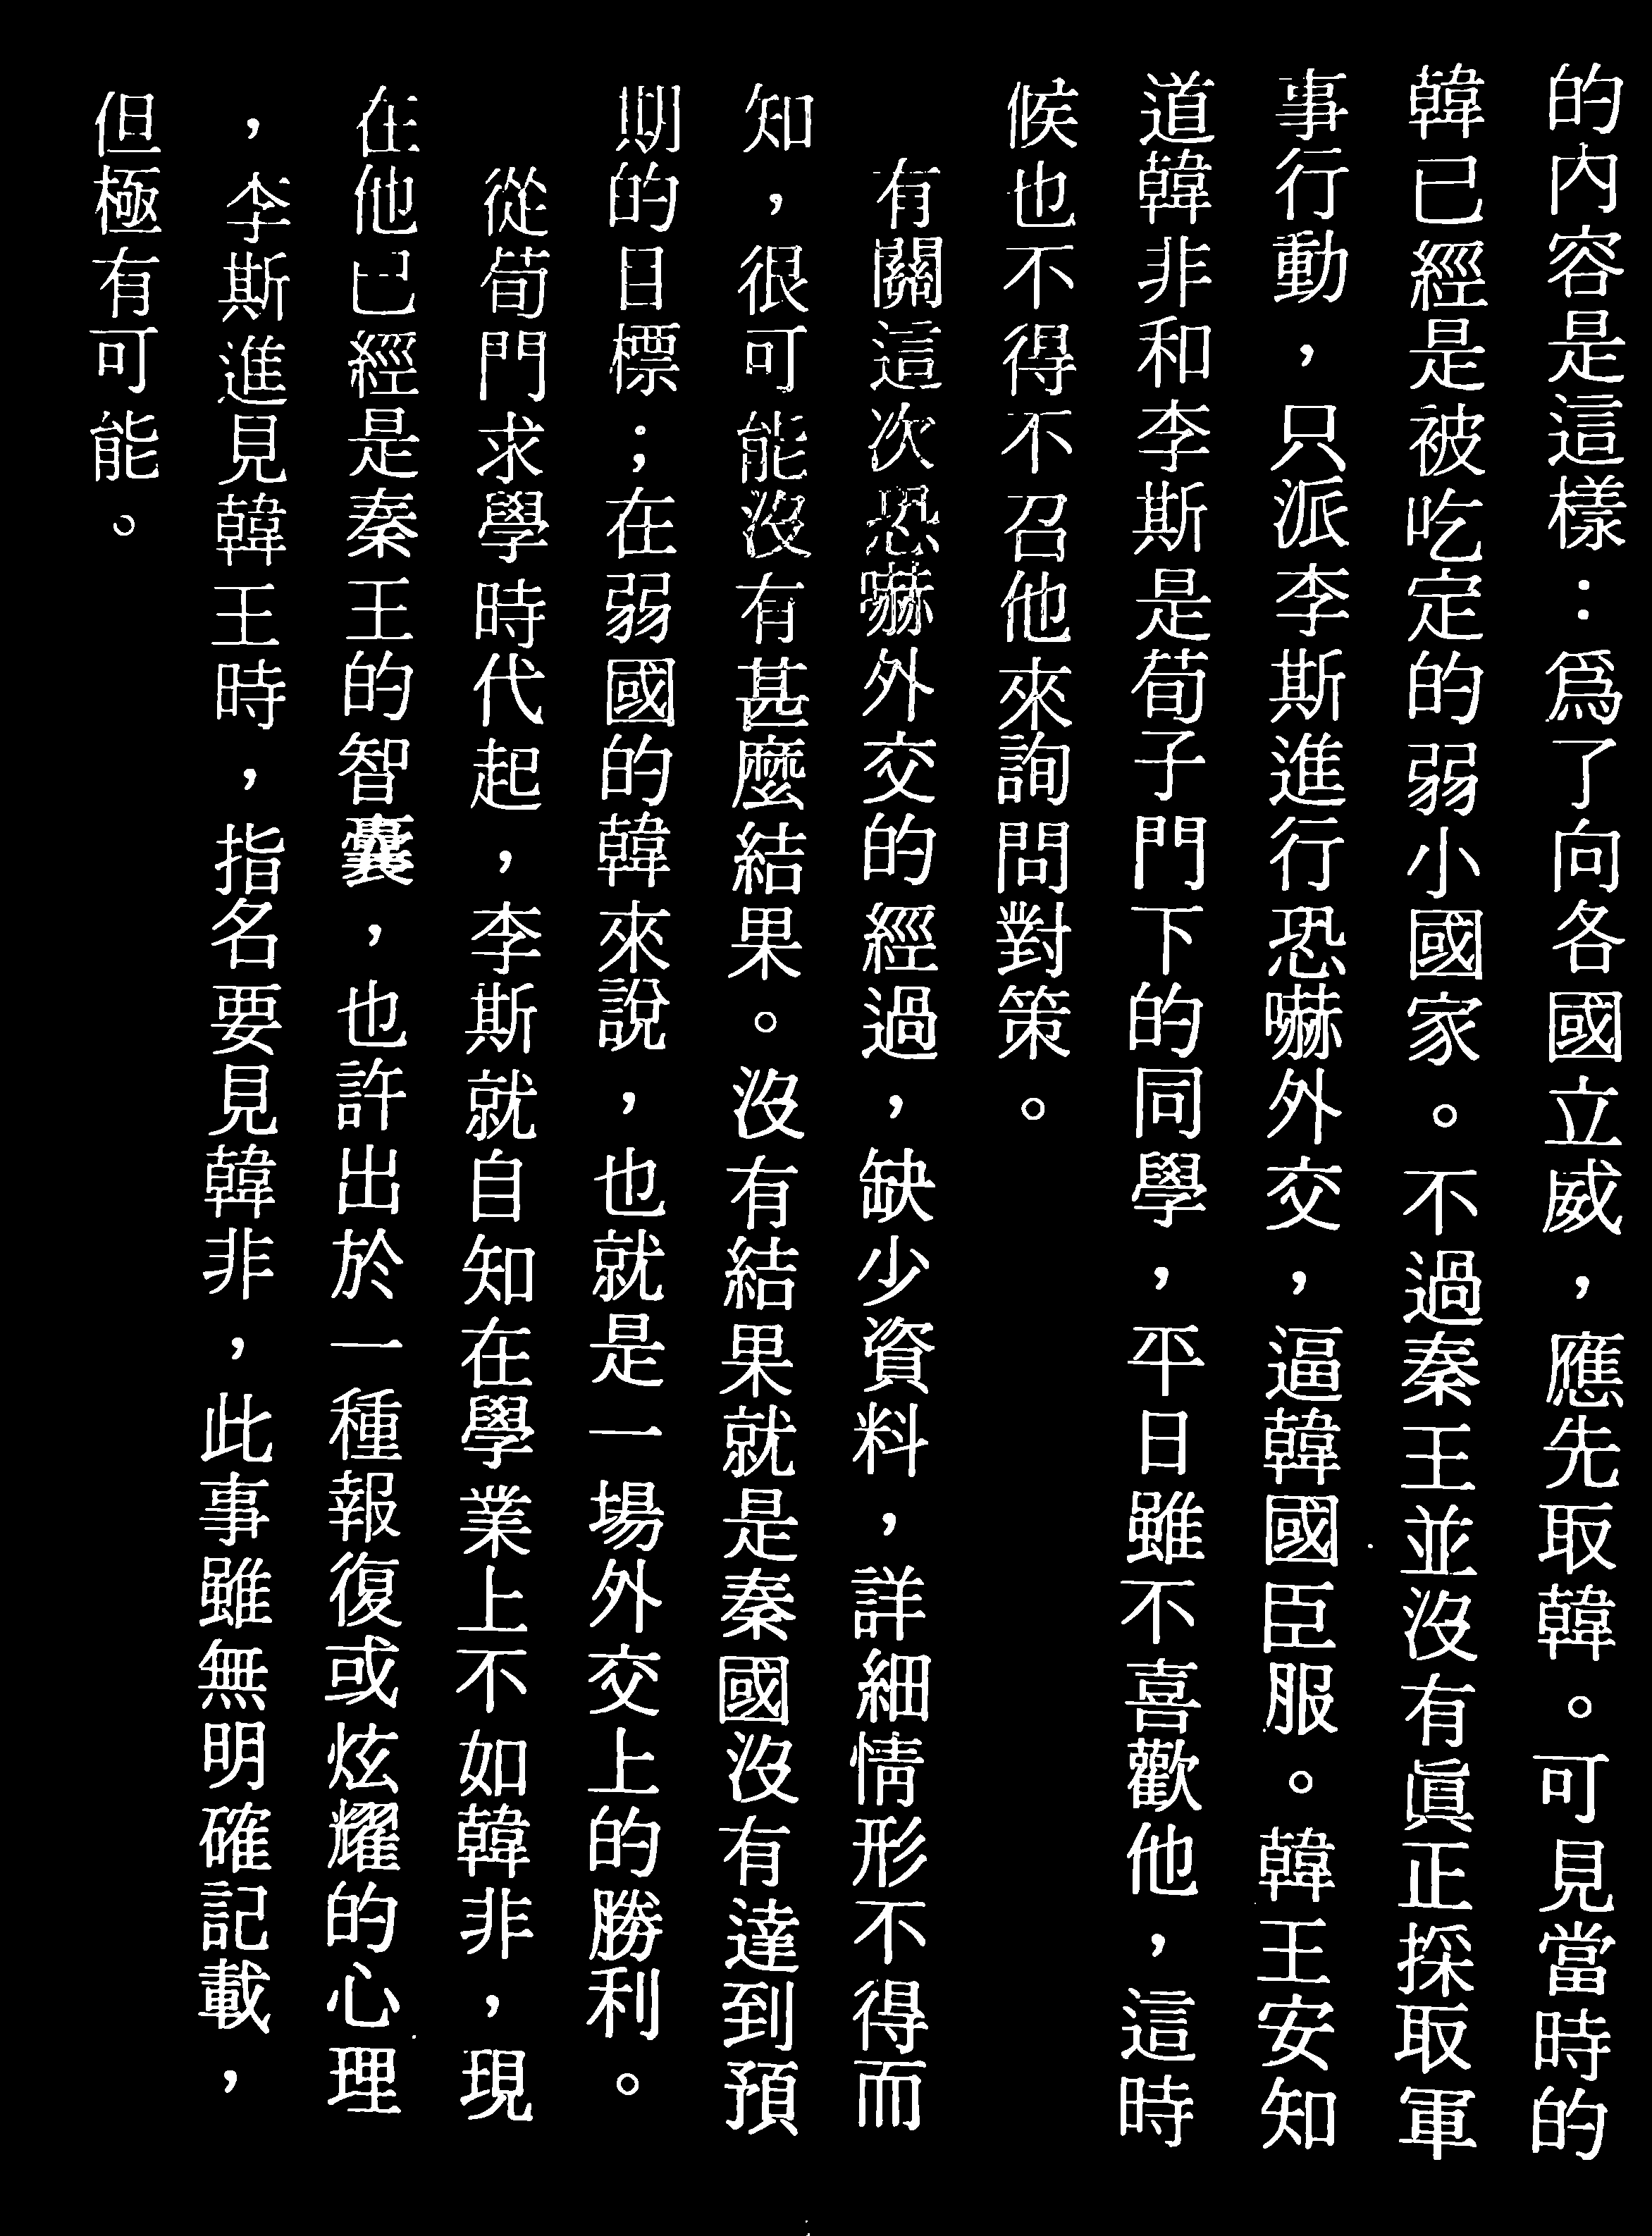 的內容是這樣：爲了向各國立威，應先取韓。可見當時的
韓已經是被吃定的弱小國家。不過秦王並沒有眞正採取軍
事行動，只派李斯進行恐嚇外交，逼韓國臣服。韓王安知
道韓非和李斯是荀子門下的同學，平日雖不喜歡他，這時
候也不得不召他來詢問對策。
有關這次恐嚇外交的經過，缺少資料，詳細情形不得而
知，很可能沒有甚麼結果。沒有結果就是秦國沒有達到預
期的目標；在弱國的韓來說，也就是一場外交上的勝利。
從荀門求學時代起，李斯就自知在學業上不如韓非，現
在他已經是秦王的智囊，也許出於一種報復或炫耀的心理
，李斯進見韓王時，指名要見韓非，此事雖無明確記載，
但極有可能。